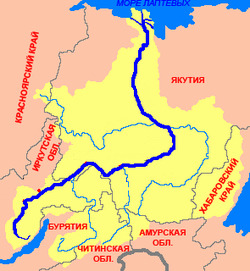 МОРЕ ЛАПТЕВЫХ
КРАСНОЯРСКИЙ КРАЙ
ЯКУТИЯ
ИРКУТСКАЯ
ОБЛ.
ХАБАРОВСКИЙ
КРАЙ
БУРЯТИЯ
АМУРСКАЯ
ОБЛ.
ЧИТИНСКАЯ
ОБЛ.